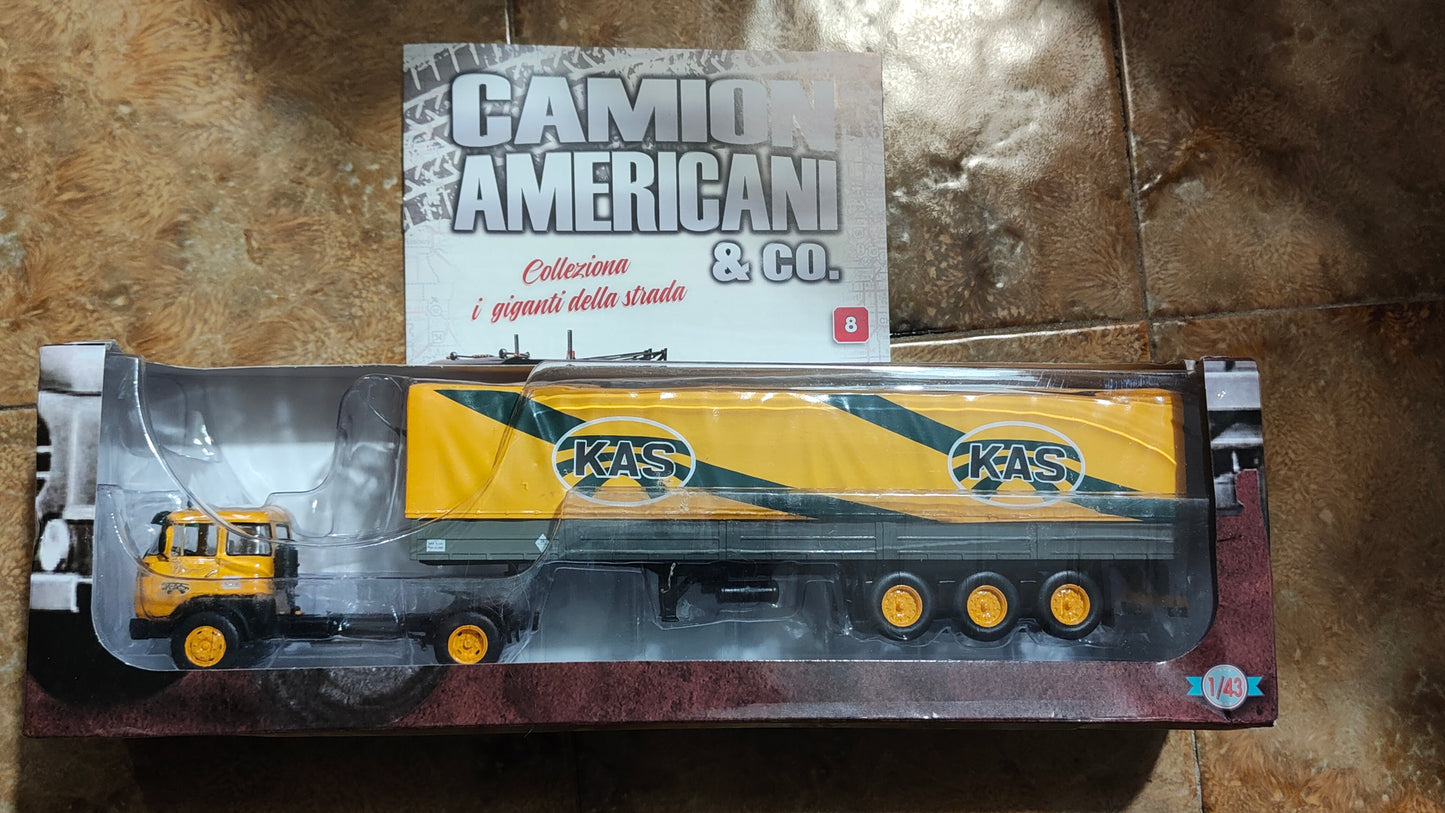 CAMION
AMERICANI
& CO.
Colleziona
i giganti della strada
8
KAS
KAS
1/43